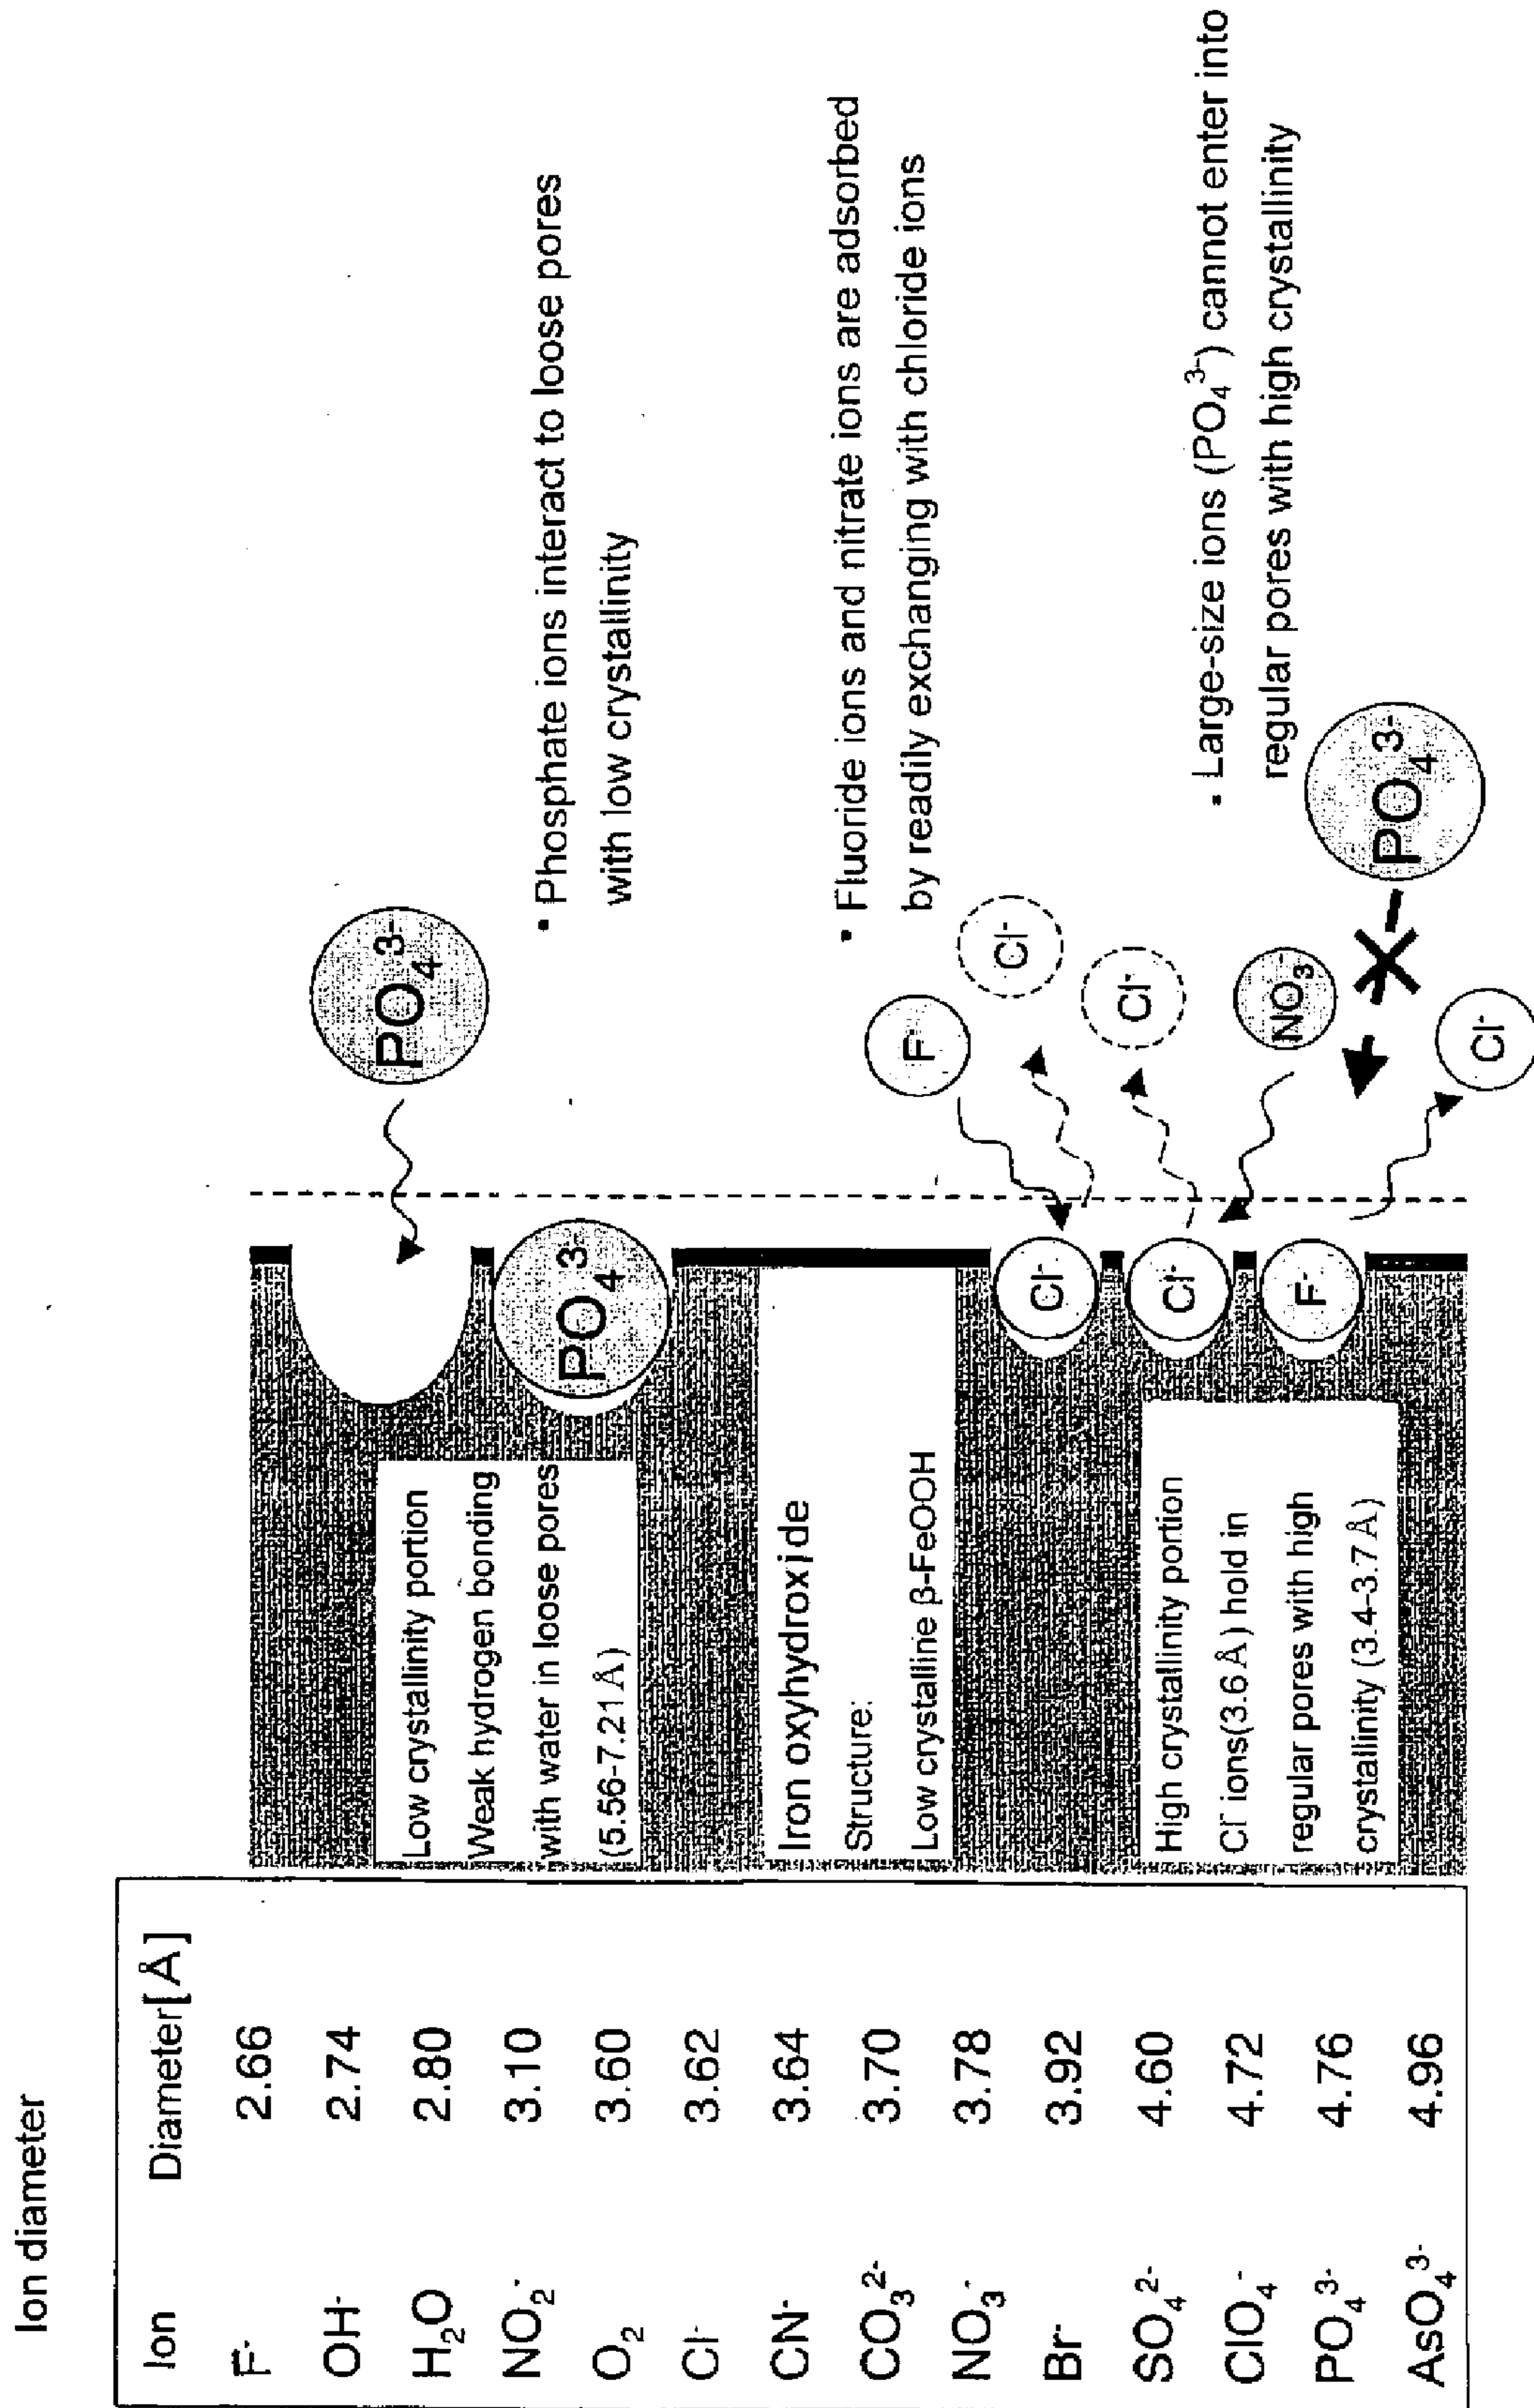 Ion diameter
Ion Diameter[Å]
F⁻ 2.66
OH⁻ 2.74
H₂O 2.80
NO₂⁻ 3.10
O₂ 3.60
Cl⁻ 3.62
CN⁻ 3.64
CO₃²⁻ 3.70
NO₃⁻ 3.78
Br⁻ 3.92
SO₄²⁻ 4.60
ClO₄⁻ 4.72
PO₄³⁻ 4.76
AsO₄³⁻ 4.96
Low crystallinity portion
Weak hydrogen bonding
with water in loose pores
(5.56-7.21Å)
Iron oxyhydroxide
Structure:
Low crystalline β-FeOOH
High crystallinity portion
Cl⁻ ions(3.6Å) hold in
regular pores with high
crystallinity (3.4-3.7Å)
PO₄³⁻
PO₄³⁻
Cl⁻
Cl⁻
F⁻
F⁻
Cl⁻
Cl⁻
NO₃⁻
Cl⁻
PO₄³⁻
• Phosphate ions interact to loose pores
with low crystallinity
• Fluoride ions and nitrate ions are adsorbed
by readily exchanging with chloride ions
• Large-size ions (PO₄³⁻) cannot enter into
regular pores with high crystallinity